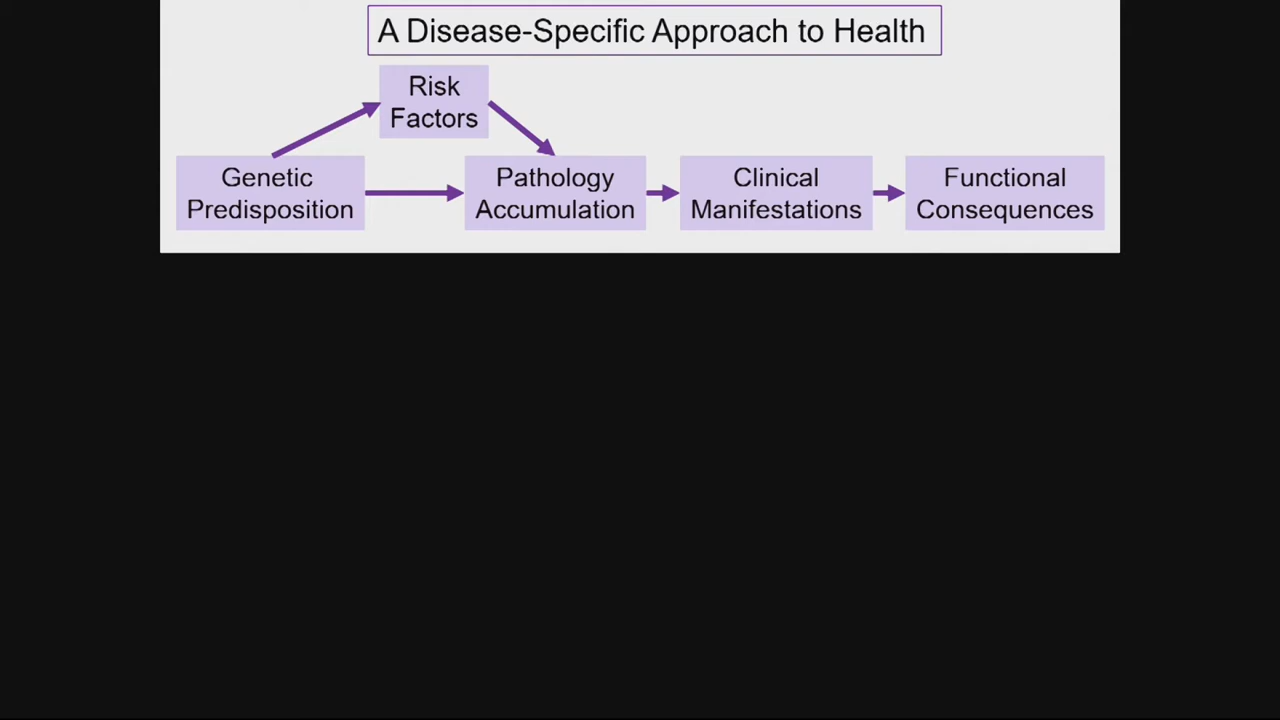 A Disease-Specific Approach to Health
Risk
Factors
Genetic
Predisposition
Pathology
Accumulation
Clinical
Manifestations
Functional
Consequences